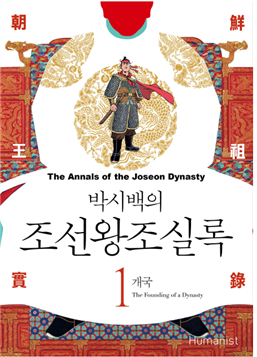 朝 鮮
王 祖
實 錄
The Annals of the Joseon Dynasty
박시백의
조선왕조실록
1 개국
The Founding of a Dynasty
Humanist